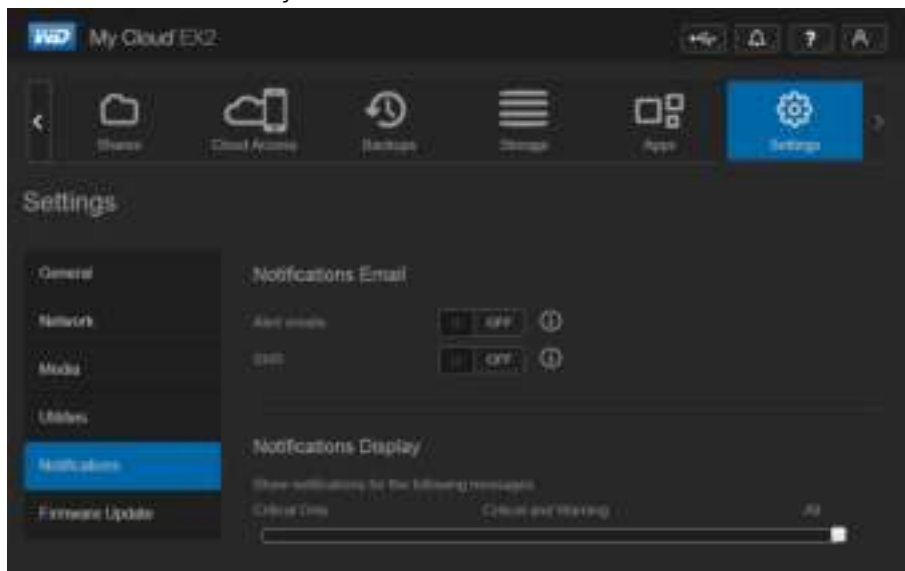 WD My Cloud EX2
?
Shares Cloud Access Backups Storage Apps Settings
Settings
General
Network
Media
Utilities
Notifications
Firmware Update
Notifications Email
Alert emails OFF
SMS OFF
Notifications Display
Show notifications for the following messages
Critical Only Critical and Warning All